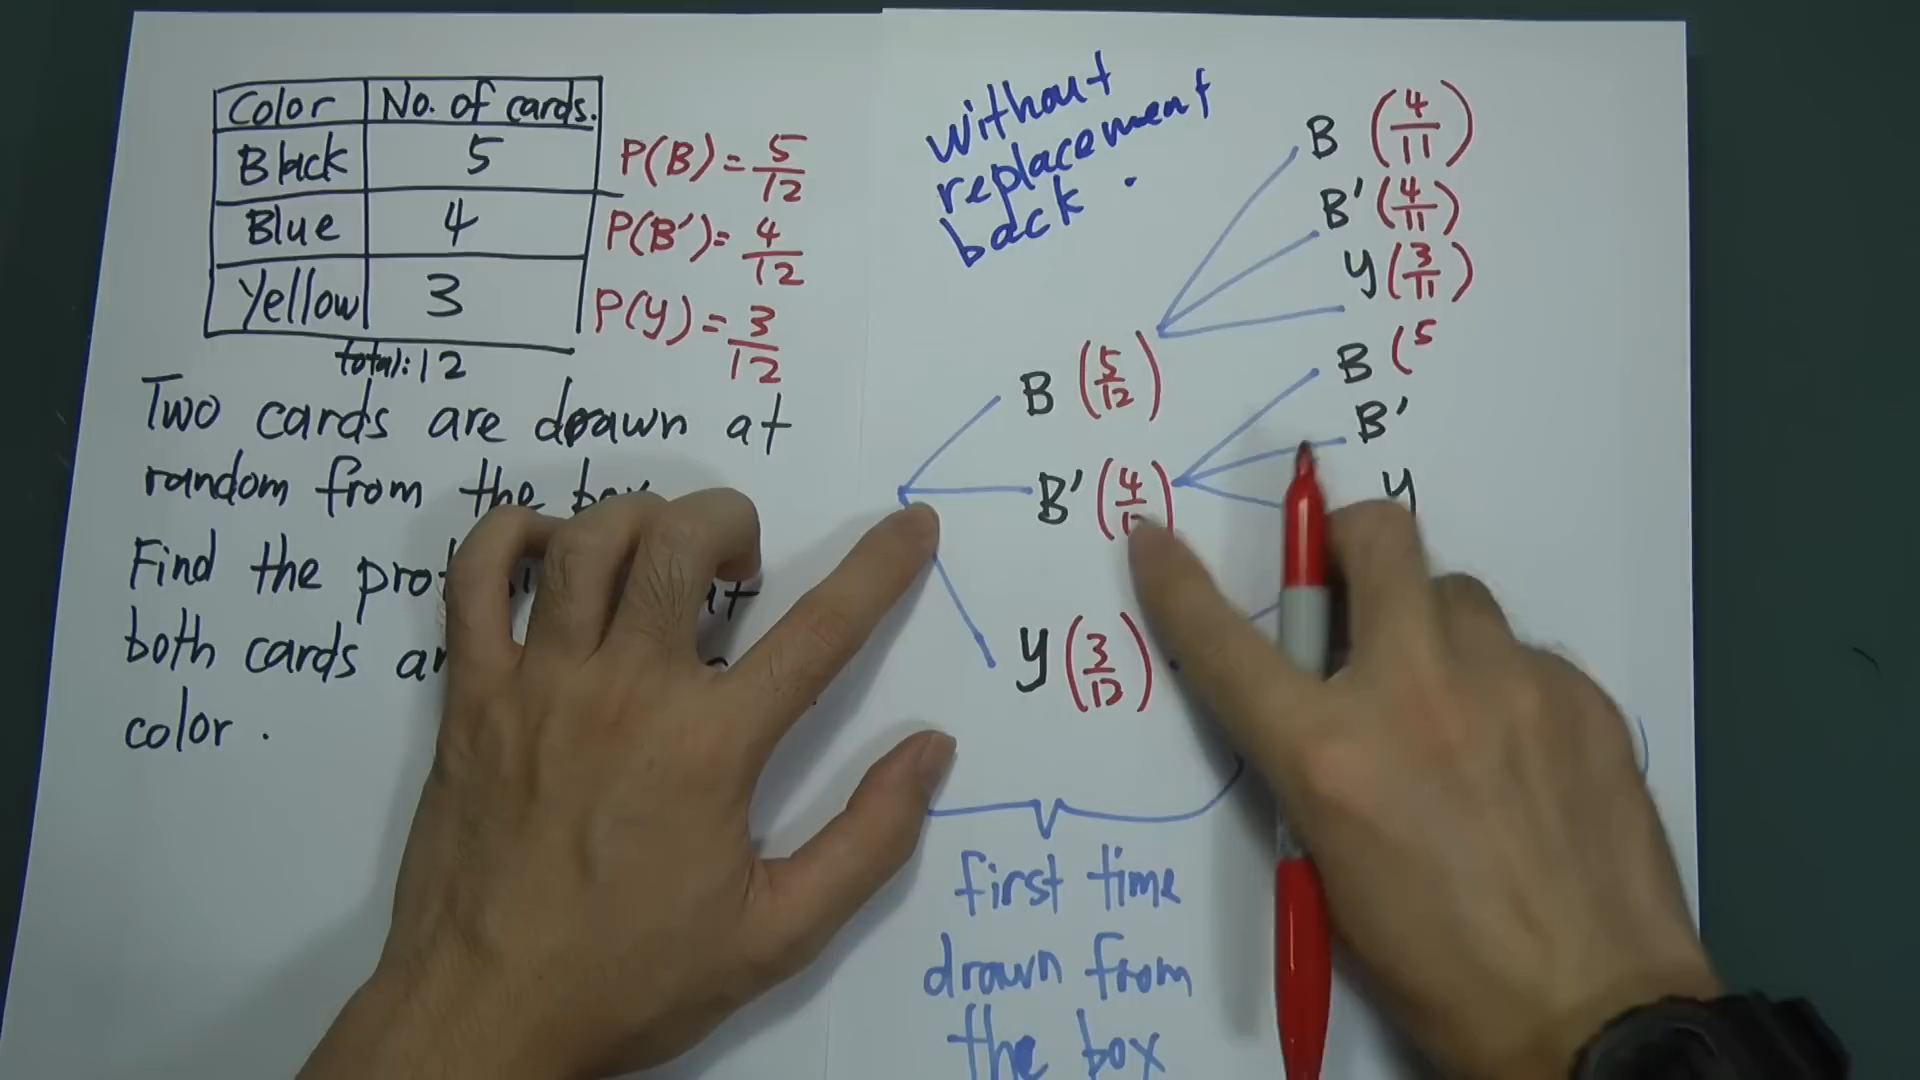 Color No. of cards.
Black 5 P(B) = 5/12
Blue 4 P(B') = 4/12
Yellow 3 P(Y) = 3/12
total: 12
Two cards are drawn at
random from the
Find the
both cards
color .
without
replacement
back .
B (5/12)
B' (4/
Y (3/12)
B (4/11)
B' (4/11)
Y (3/11)
B (5
B'
Y
first time
drawn from
the box